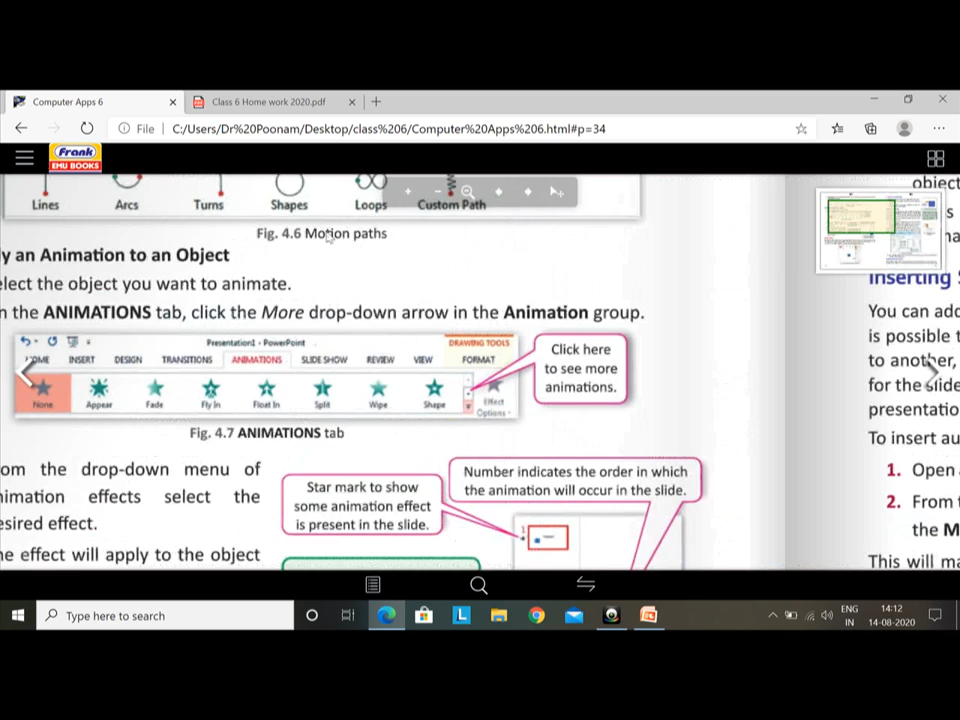 Computer Apps 6
Class 6 Home work 2020.pdf
File
C:/Users/Dr%20Poonam/Desktop/class%206/Computer%20Apps%206.html#p=34
Frank
EMU BOOKS
Lines
Arcs
Turns
Shapes
Loops
Custom Path
Fig. 4.6 Motion paths
y an Animation to an Object
elect the object you want to animate.
n the ANIMATIONS tab, click the More drop-down arrow in the Animation group.
Presentation1 - PowerPoint
DRAWING TOOLS
HOME INSERT DESIGN TRANSITIONS ANIMATIONS SLIDE SHOW REVIEW VIEW FORMAT
None Appear Fade Fly In Float In Split Wipe Shape
Effect
Options
Click here
to see more
animations.
Fig. 4.7 ANIMATIONS tab
om the drop-down menu of
nimation effects select the
esired effect.
he effect will apply to the object
Star mark to show
some animation effect
is present in the slide.
Number indicates the order in which
the animation will occur in the slide.
object
Inserting S
You can add
is possible t
to another,
for the slide
presentatio
To insert au
1. Open
2. From t
the M
This will ma
Type here to search
ENG
IN
14:12
14-08-2020